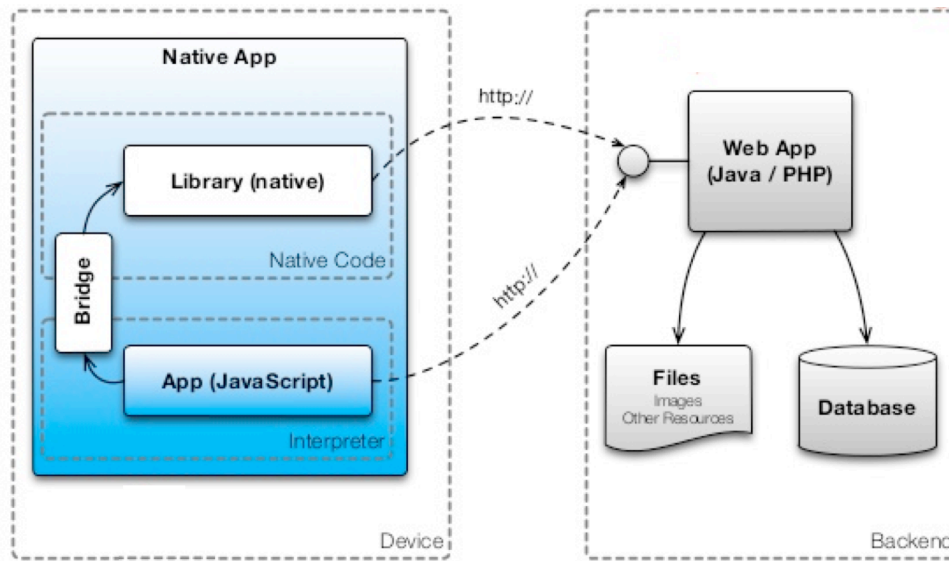 Native App
http://
Library (native)
Web App
(Java / PHP)
Native Code
Bridge
http://
App (JavaScript)
Interpreter
Files
Images
Other Resources
Database
Device
Backend